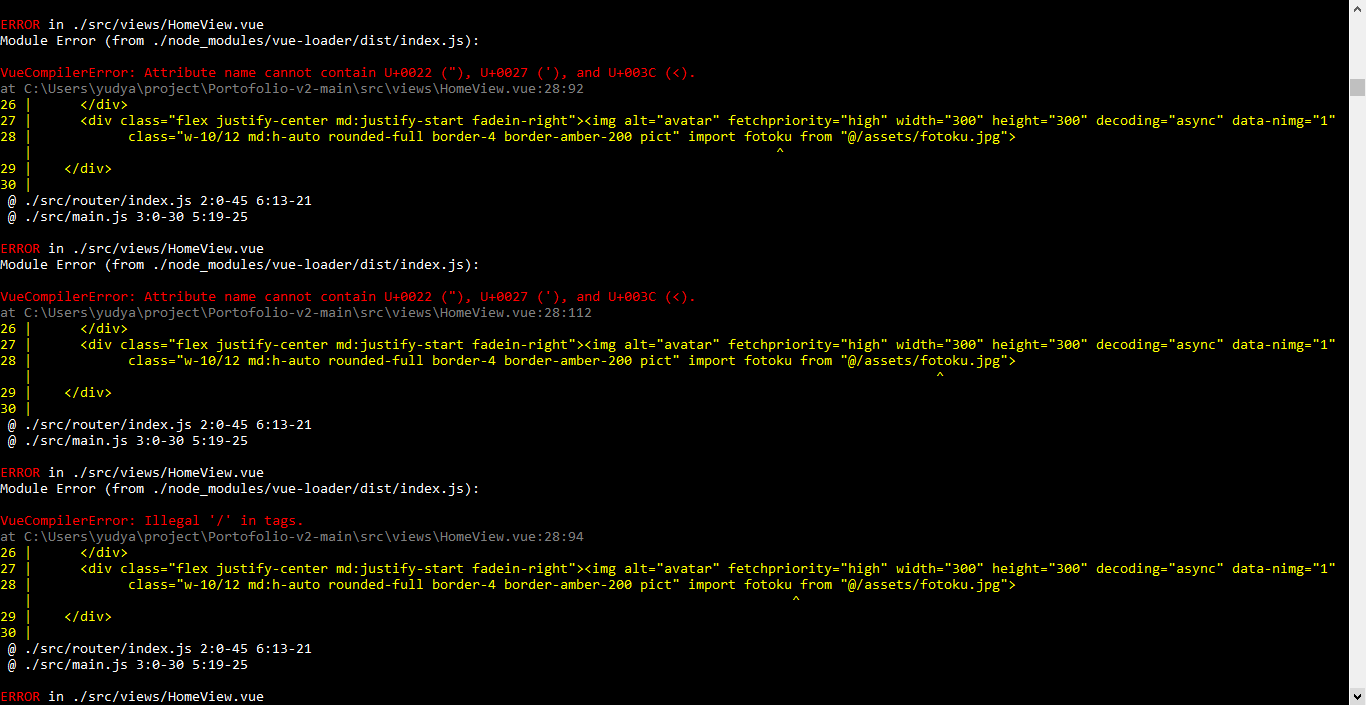 ERROR in ./src/views/HomeView.vue
Module Error (from ./node_modules/vue-loader/dist/index.js):

VueCompilerError: Attribute name cannot contain U+0022 ("), U+0027 ('), and U+003C (<).
at C:\Users\yudya\project\Portofolio-v2-main\src\views\HomeView.vue:28:92
26 |      </div>
27 |      <div class="flex justify-center md:justify-start fadein-right"><img alt="avatar" fetchpriority="high" width="300" height="300" decoding="async" data-nimg="1"
28 |            class="w-10/12 md:h-auto rounded-full border-4 border-amber-200 pict" import fotoku from "@/assets/fotoku.jpg">
   |                                                                                             ^
29 |    </div>
30 |
 @ ./src/router/index.js 2:0-45 6:13-21
 @ ./src/main.js 3:0-30 5:19-25

ERROR in ./src/views/HomeView.vue
Module Error (from ./node_modules/vue-loader/dist/index.js):

VueCompilerError: Attribute name cannot contain U+0022 ("), U+0027 ('), and U+003C (<).
at C:\Users\yudya\project\Portofolio-v2-main\src\views\HomeView.vue:28:112
26 |      </div>
27 |      <div class="flex justify-center md:justify-start fadein-right"><img alt="avatar" fetchpriority="high" width="300" height="300" decoding="async" data-nimg="1"
28 |            class="w-10/12 md:h-auto rounded-full border-4 border-amber-200 pict" import fotoku from "@/assets/fotoku.jpg">
   |                                                                                                                 ^
29 |    </div>
30 |
 @ ./src/router/index.js 2:0-45 6:13-21
 @ ./src/main.js 3:0-30 5:19-25

ERROR in ./src/views/HomeView.vue
Module Error (from ./node_modules/vue-loader/dist/index.js):

VueCompilerError: Illegal '/' in tags.
at C:\Users\yudya\project\Portofolio-v2-main\src\views\HomeView.vue:28:94
26 |      </div>
27 |      <div class="flex justify-center md:justify-start fadein-right"><img alt="avatar" fetchpriority="high" width="300" height="300" decoding="async" data-nimg="1"
28 |            class="w-10/12 md:h-auto rounded-full border-4 border-amber-200 pict" import fotoku from "@/assets/fotoku.jpg">
   |                                                                                               ^
29 |    </div>
30 |
 @ ./src/router/index.js 2:0-45 6:13-21
 @ ./src/main.js 3:0-30 5:19-25

ERROR in ./src/views/HomeView.vue